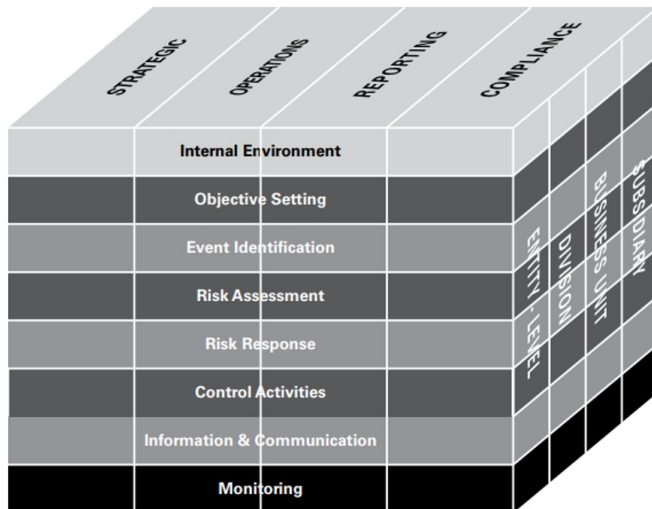 STRATEGIC
OPERATIONS
REPORTING
COMPLIANCE
Internal Environment
Objective Setting
Event Identification
Risk Assessment
Risk Response
Control Activities
Information & Communication
Monitoring
ENTITY - LEVEL
DIVISION
BUSINESS UNIT
SUBSIDIARY